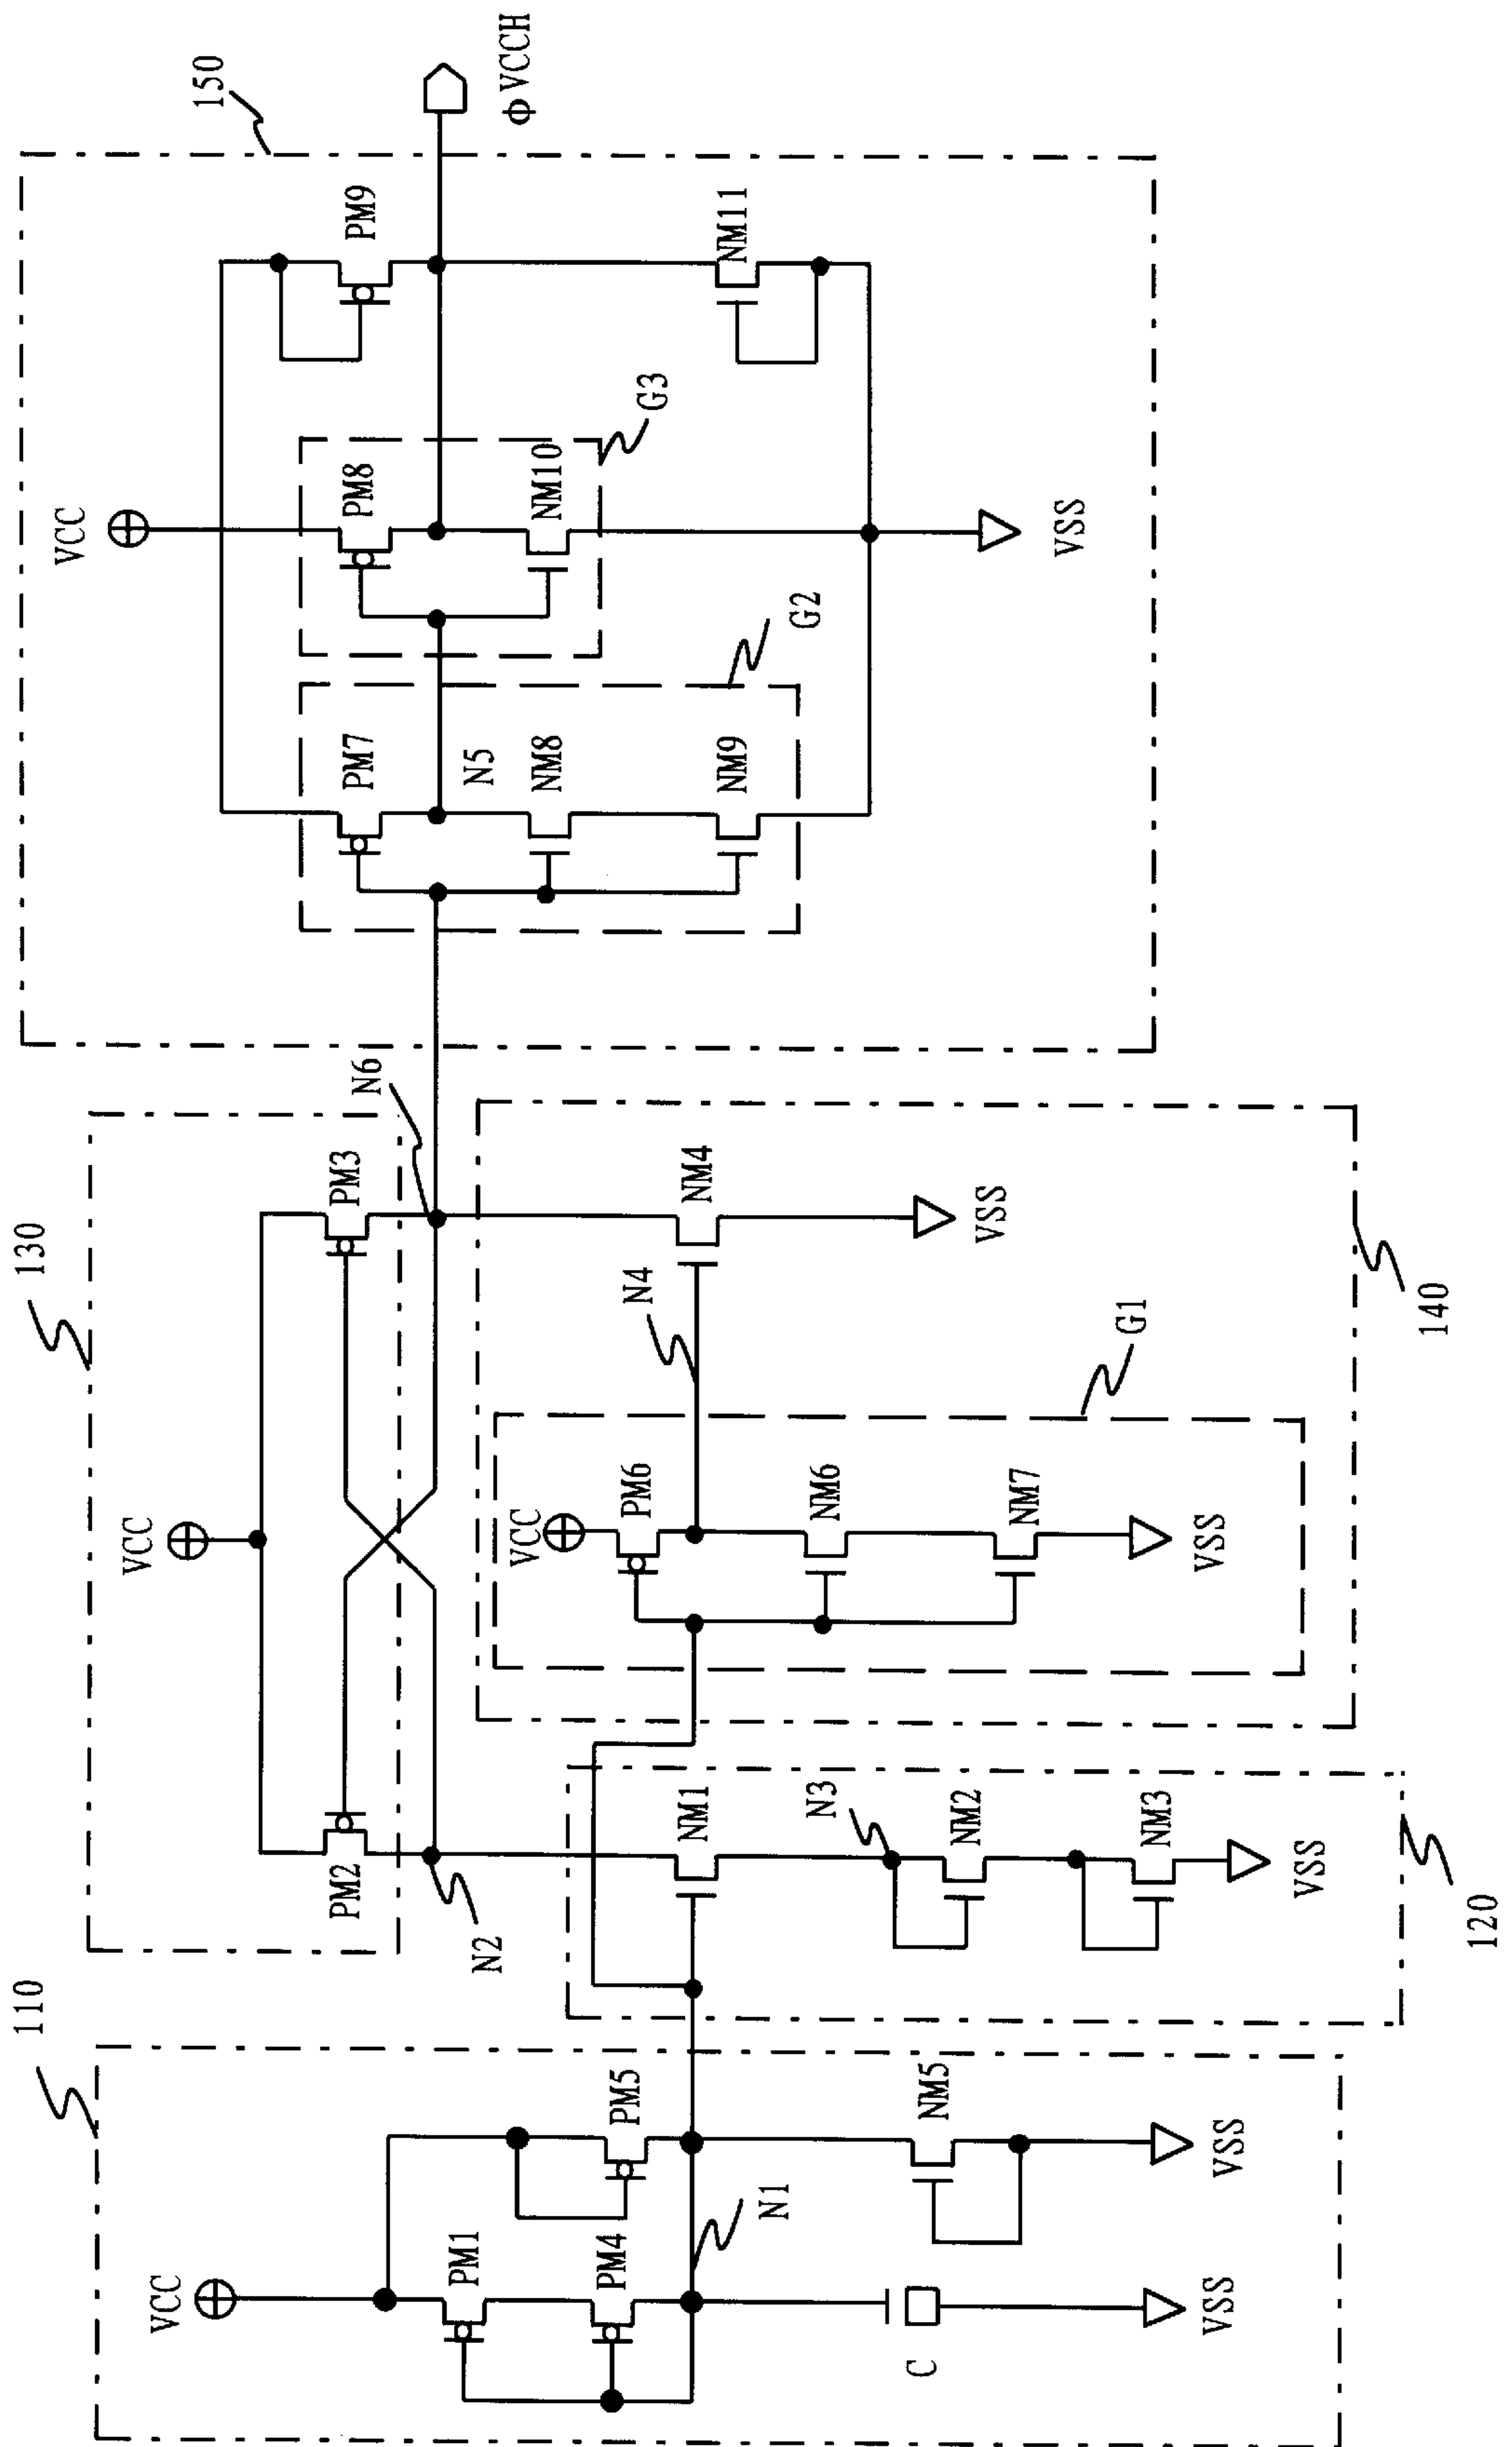 110
VCC
PM1
PM4
PM5
N1
NM5
C
VSS
VSS
130
VCC
PM2
PM3
N2
N6
120
NM1
N3
NM2
NM3
VSS
140
VCC
PM6
NM6
NM7
VSS
G1
N4
NM4
VSS
150
VCC
PM7
N5
NM8
NM9
G2
PM8
NM10
G3
PM9
NM11
VSS
ΦVCCH